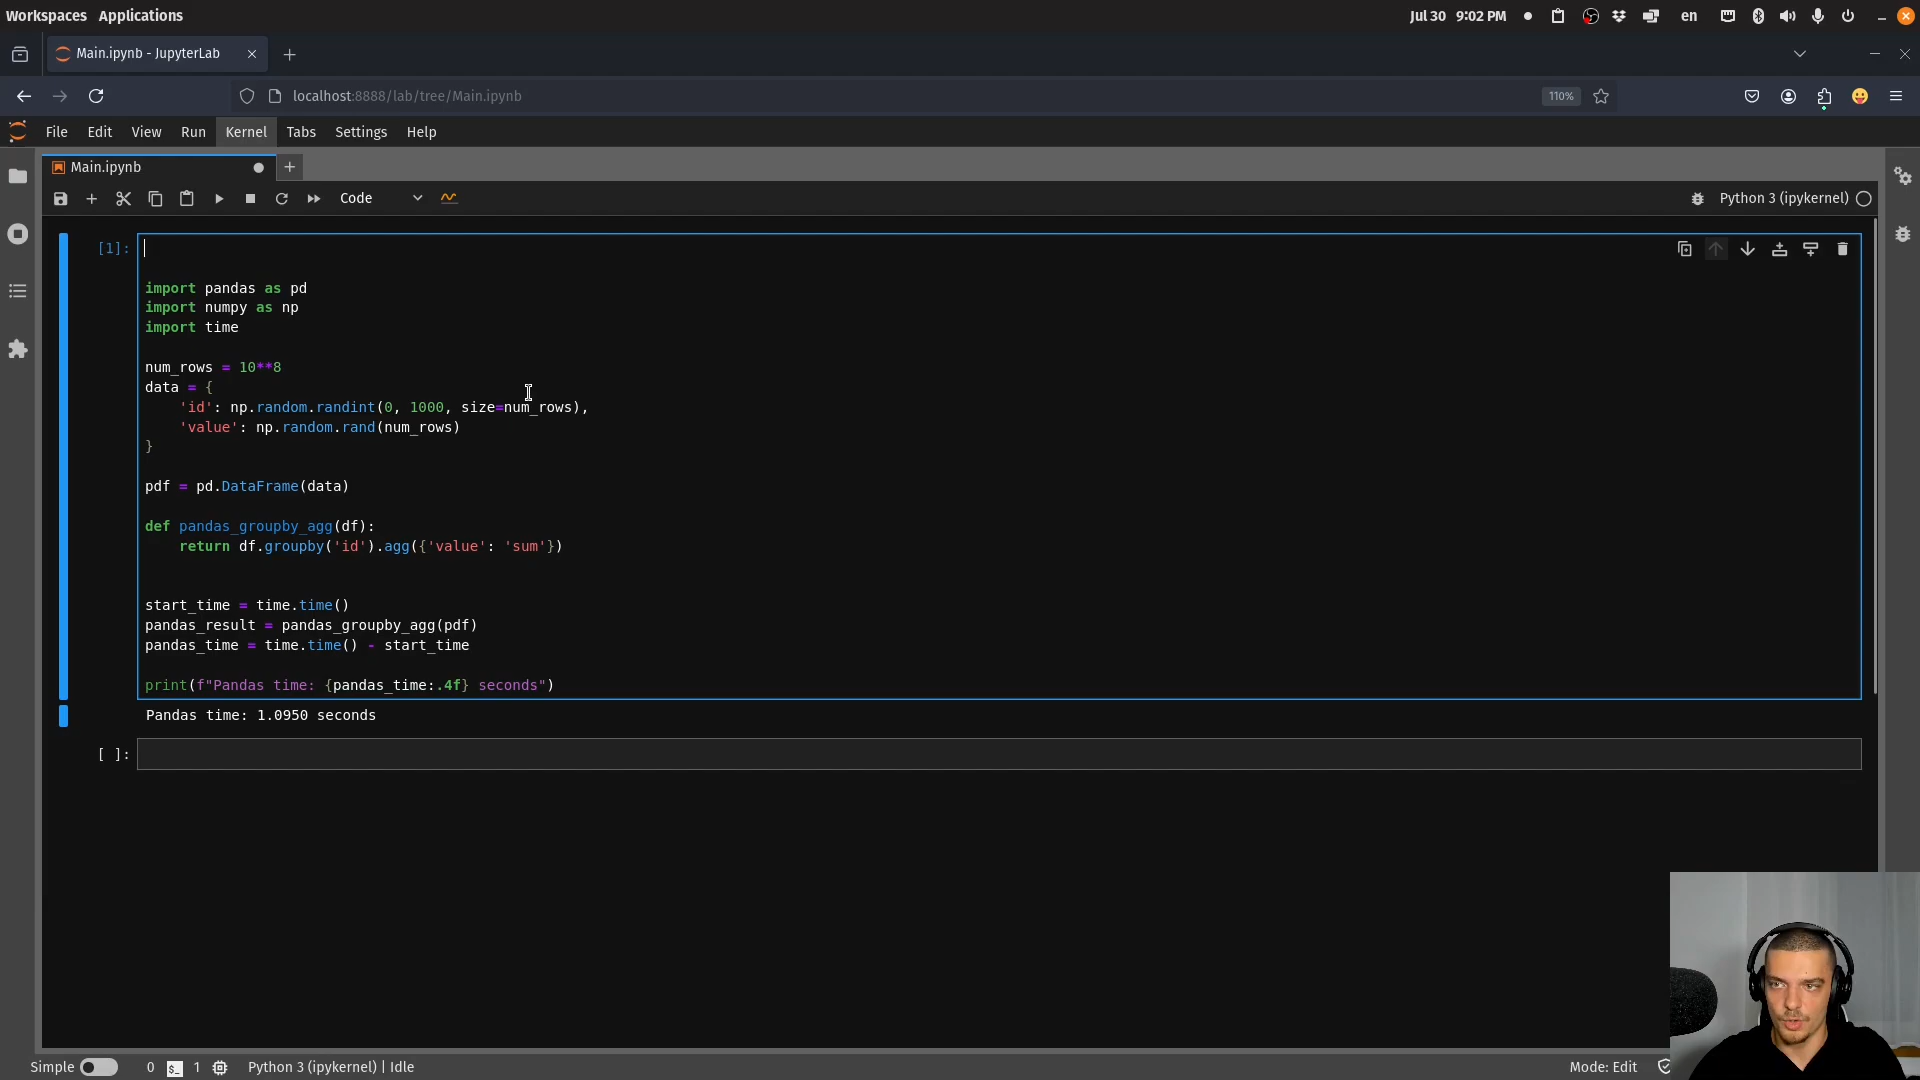 Workspaces Applications
Jul 30 9:02 PM
en
Main.ipynb - JupyterLab
localhost:8888/lab/tree/Main.ipynb
110%
File Edit View Run Kernel Tabs Settings Help
Main.ipynb
Code
Python 3 (ipykernel)
[1]:
import pandas as pd
import numpy as np
import time
num_rows = 10**8
data = {
'id': np.random.randint(0, 1000, size=num_rows),
'value': np.random.rand(num_rows)
}
pdf = pd.DataFrame(data)
def pandas_groupby_agg(df):
return df.groupby('id').agg({'value': 'sum'})
start_time = time.time()
pandas_result = pandas_groupby_agg(pdf)
pandas_time = time.time() - start_time
print(f"Pandas time: {pandas_time:.4f} seconds")
Pandas time: 1.0950 seconds
[ ]:
Simple 0 $_ 1 Python 3 (ipykernel) | Idle
Mode: Edit